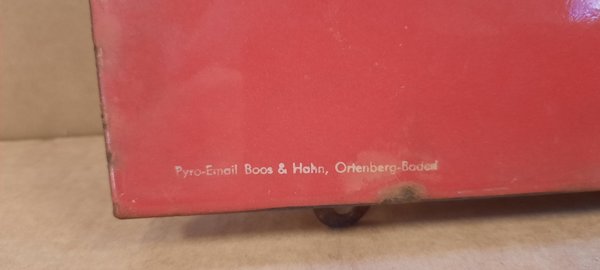 Pyro-Email Boos & Hahn, Ortenberg-Baden